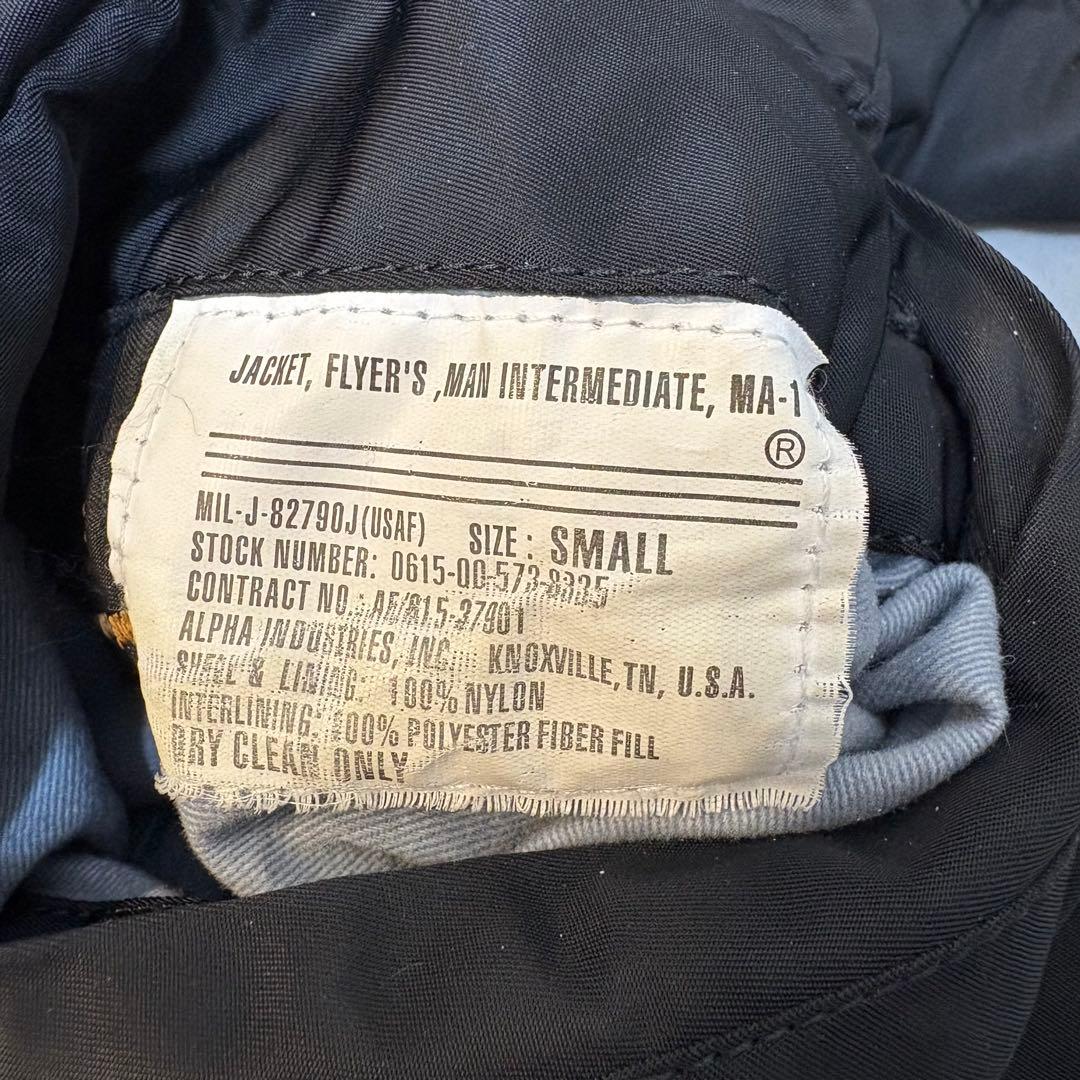 JACKET, FLYER'S ,MAN INTERMEDIATE, MA-1
®
MIL-J-82790J(USAF) SIZE : SMALL
STOCK NUMBER: 0615-00-573-8335
CONTRACT NO.: AF/815-37901
ALPHA INDUSTRIES, INC. KNOXVILLE, TN, U.S.A.
SHELL & LINING: 100% NYLON
INTERLINING: 100% POLYESTER FIBER FILL
DRY CLEAN ONLY